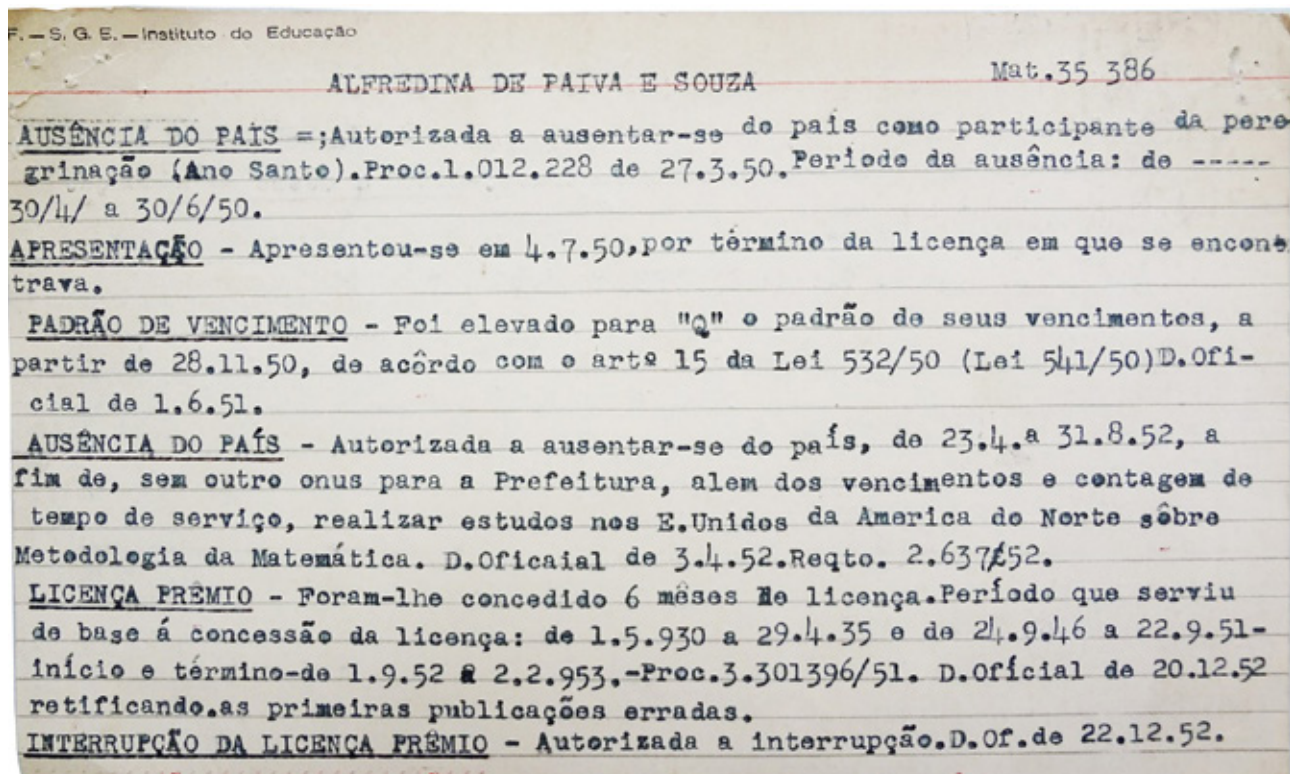 F.—S. G. E.—Instituto do Educação
ALFREDINA DE PAIVA E SOUZA Mat.35 386
AUSÊNCIA DO PAÍS =;Autorizada a ausentar-se do país como participante da pere
grinação (Ano Santo).Proc.1.012.228 de 27.3.50.Periodo da ausência: de -----
30/4/ a 30/6/50.
APRESENTAÇÃO - Apresentou-se em 4.7.50,por término da licença em que se encon
trava.
PADRÃO DE VENCIMENTO - Foi elevado para "Q" o padrão de seus vencimentos, a
partir de 28.11.50, de acôrdo com o artº 15 da Lei 532/50 (Lei 541/50)D.Ofi-
cial de 1.6.51.
AUSÊNCIA DO PAÍS - Autorizada a ausentar-se do país, de 23.4.a 31.8.52, a
fim de, sem outro onus para a Prefeitura, alem dos vencimentos e contagem de
tempo de serviço, realizar estudos nos E.Unidos da America do Norte sôbre
Metodologia da Matemática. D.Oficaial de 3.4.52.Reqto. 2.637/52.
LICENÇA PRÊMIO - Foram-lhe concedido 6 mêses de licença.Período que serviu
de base á concessão da licença: de 1.5.930 a 29.4.35 e de 24.9.46 a 22.9.51-
início e término-de 1.9.52 a 2.2.953.-Proc.3.301396/51. D.Ofícial de 20.12.52
retificando.as primeiras publicações erradas.
INTERRUPÇÃO DA LICENÇA PRÊMIO - Autorizada a interrupção.D.Of.de 22.12.52.